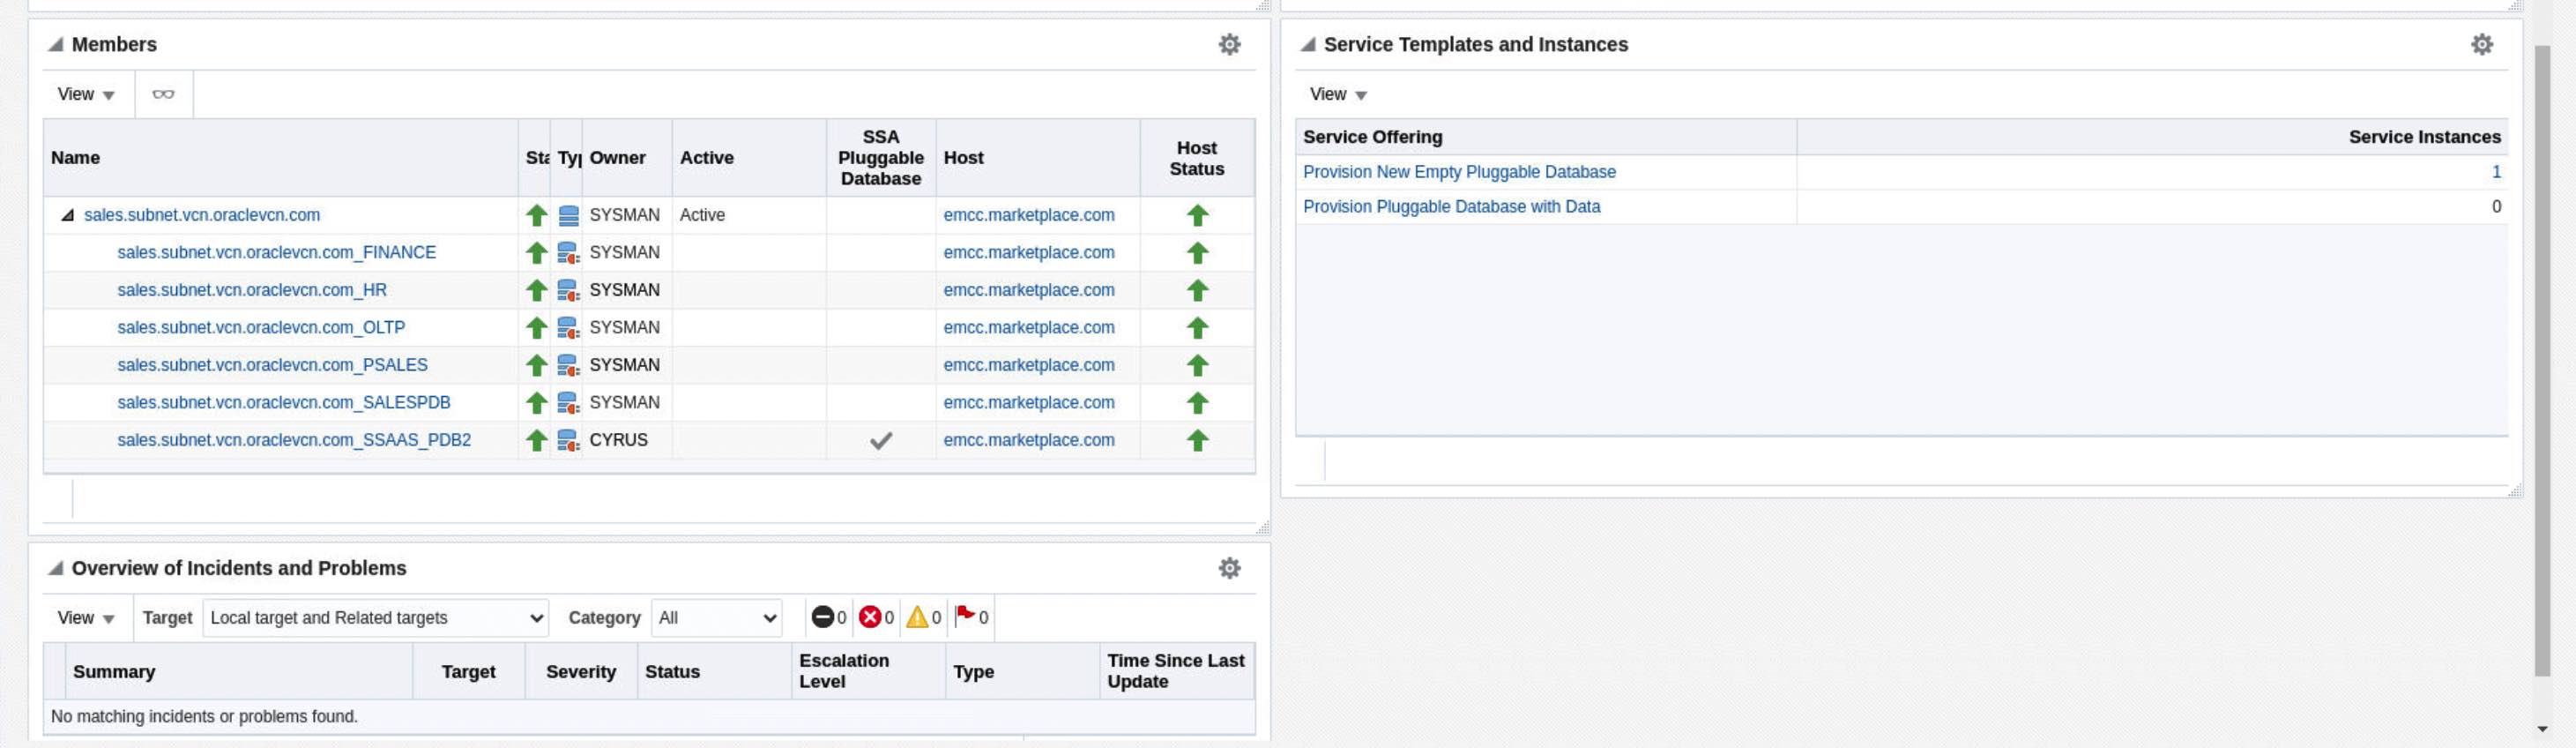 Members
View
Name Sta Typ Owner Active SSA Pluggable Database Host Host Status
sales.subnet.vcn.oraclevcn.com SYSMAN Active emcc.marketplace.com
sales.subnet.vcn.oraclevcn.com_FINANCE SYSMAN emcc.marketplace.com
sales.subnet.vcn.oraclevcn.com_HR SYSMAN emcc.marketplace.com
sales.subnet.vcn.oraclevcn.com_OLTP SYSMAN emcc.marketplace.com
sales.subnet.vcn.oraclevcn.com_PSALES SYSMAN emcc.marketplace.com
sales.subnet.vcn.oraclevcn.com_SALESPDB SYSMAN emcc.marketplace.com
sales.subnet.vcn.oraclevcn.com_SSAAS_PDB2 CYRUS emcc.marketplace.com
Service Templates and Instances
View
Service Offering Service Instances
Provision New Empty Pluggable Database 1
Provision Pluggable Database with Data 0
Overview of Incidents and Problems
View Target Local target and Related targets Category All 0 0 0 0
Summary Target Severity Status Escalation Level Type Time Since Last Update
No matching incidents or problems found.